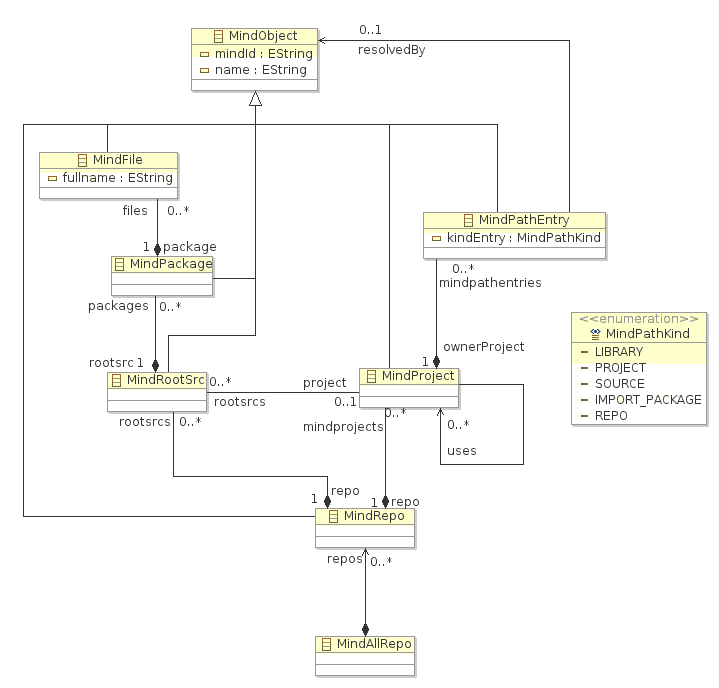 MindObject
mindId : EString
name : EString
0..1
resolvedBy
MindFile
fullname : EString
files
0..*
MindPathEntry
kindEntry : MindPathKind
1
package
MindPackage
0..*
mindpathentries
packages
0..*
<<enumeration>>
MindPathKind
LIBRARY
PROJECT
SOURCE
IMPORT_PACKAGE
REPO
ownerProject
1
rootsrc 1
MindRootSrc
0..*
rootsrcs
project
0..1
MindProject
rootsrcs
0..*
mindprojects
0..*
0..*
uses
1
repo
1
repo
MindRepo
repos
0..*
MindAllRepo